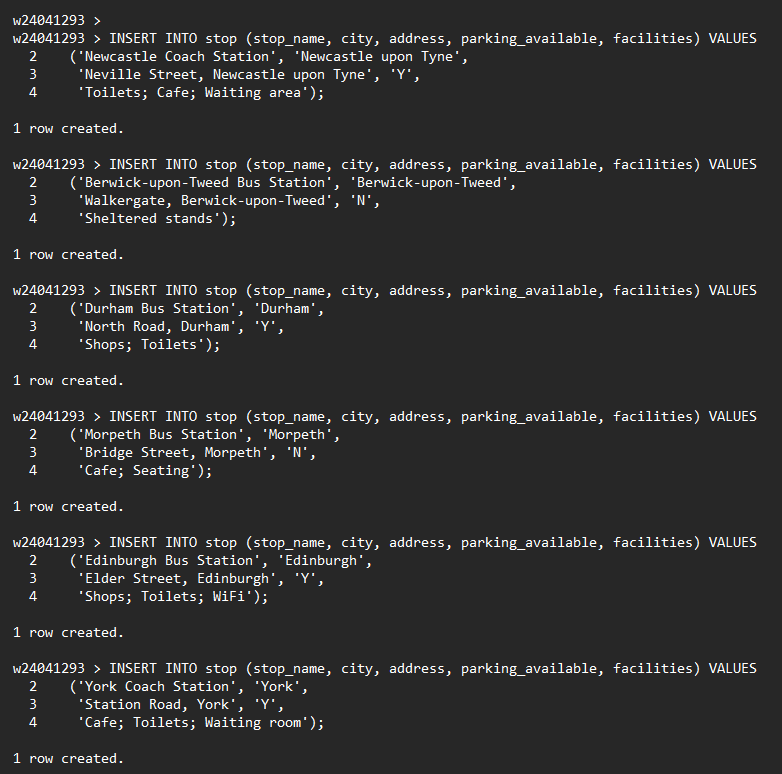 w24041293 >
w24041293 > INSERT INTO stop (stop_name, city, address, parking_available, facilities) VALUES
  2    ('Newcastle Coach Station', 'Newcastle upon Tyne',
  3     'Neville Street, Newcastle upon Tyne', 'Y',
  4     'Toilets; Cafe; Waiting area');

1 row created.

w24041293 > INSERT INTO stop (stop_name, city, address, parking_available, facilities) VALUES
  2    ('Berwick-upon-Tweed Bus Station', 'Berwick-upon-Tweed',
  3     'Walkergate, Berwick-upon-Tweed', 'N',
  4     'Sheltered stands');

1 row created.

w24041293 > INSERT INTO stop (stop_name, city, address, parking_available, facilities) VALUES
  2    ('Durham Bus Station', 'Durham',
  3     'North Road, Durham', 'Y',
  4     'Shops; Toilets');

1 row created.

w24041293 > INSERT INTO stop (stop_name, city, address, parking_available, facilities) VALUES
  2    ('Morpeth Bus Station', 'Morpeth',
  3     'Bridge Street, Morpeth', 'N',
  4     'Cafe; Seating');

1 row created.

w24041293 > INSERT INTO stop (stop_name, city, address, parking_available, facilities) VALUES
  2    ('Edinburgh Bus Station', 'Edinburgh',
  3     'Elder Street, Edinburgh', 'Y',
  4     'Shops; Toilets; WiFi');

1 row created.

w24041293 > INSERT INTO stop (stop_name, city, address, parking_available, facilities) VALUES
  2    ('York Coach Station', 'York',
  3     'Station Road, York', 'Y',
  4     'Cafe; Toilets; Waiting room');

1 row created.